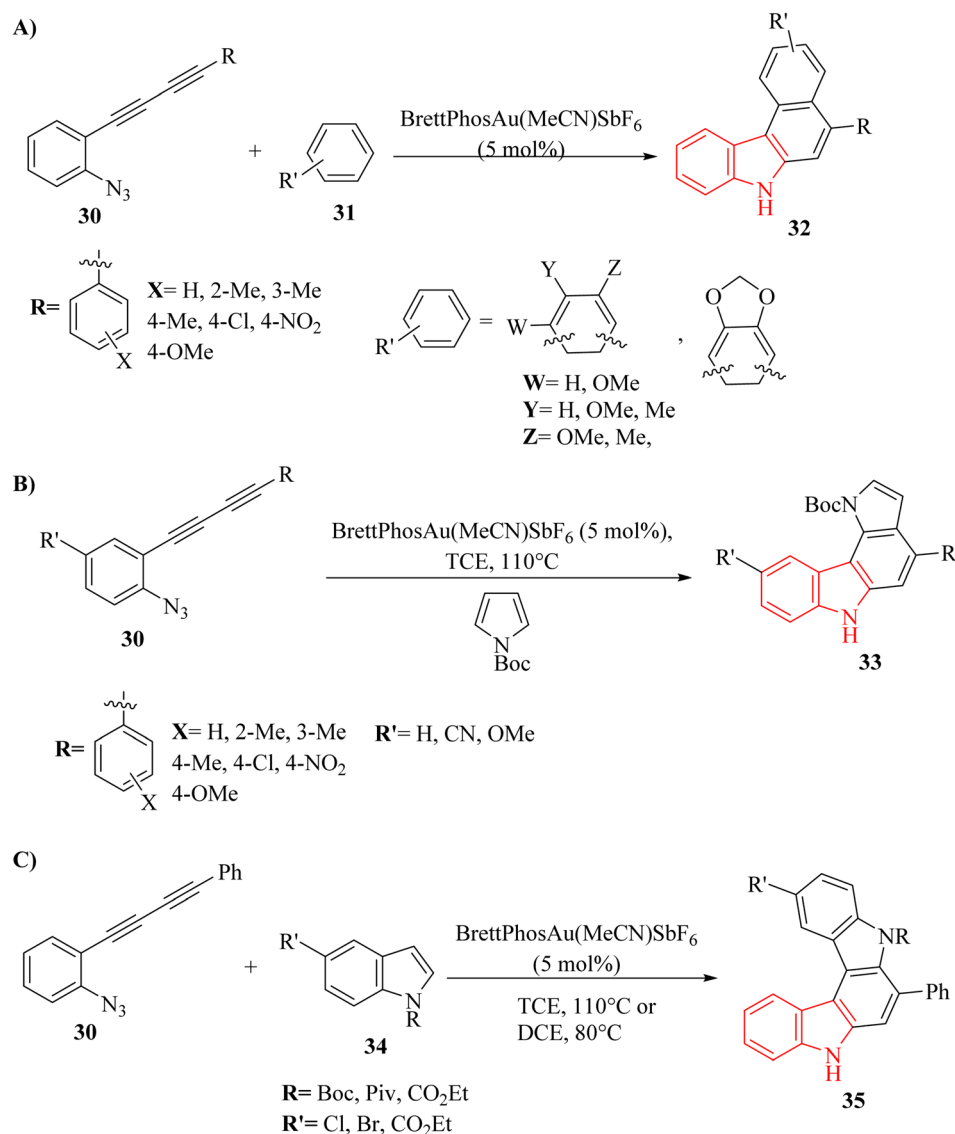 A)
R
N3
30
+
R'
31
BrettPhosAu(MeCN)SbF6
(5 mol%)
R'
R
N
H
32
R=
X
X= H, 2-Me, 3-Me
4-Me, 4-Cl, 4-NO2
4-OMe
R'
=
Y
Z
W
,
O
O
W= H, OMe
Y= H, OMe, Me
Z= OMe, Me,
B)
R
R'
N3
30
BrettPhosAu(MeCN)SbF6 (5 mol%),
TCE, 110°C
N
Boc
BocN
R
R'
N
H
33
R=
X
X= H, 2-Me, 3-Me
4-Me, 4-Cl, 4-NO2
4-OMe
R'= H, CN, OMe
C)
Ph
N3
30
+
R'
N
R
34
BrettPhosAu(MeCN)SbF6
(5 mol%)
TCE, 110°C or
DCE, 80°C
R'
NR
Ph
N
H
35
R= Boc, Piv, CO2Et
R'= Cl, Br, CO2Et